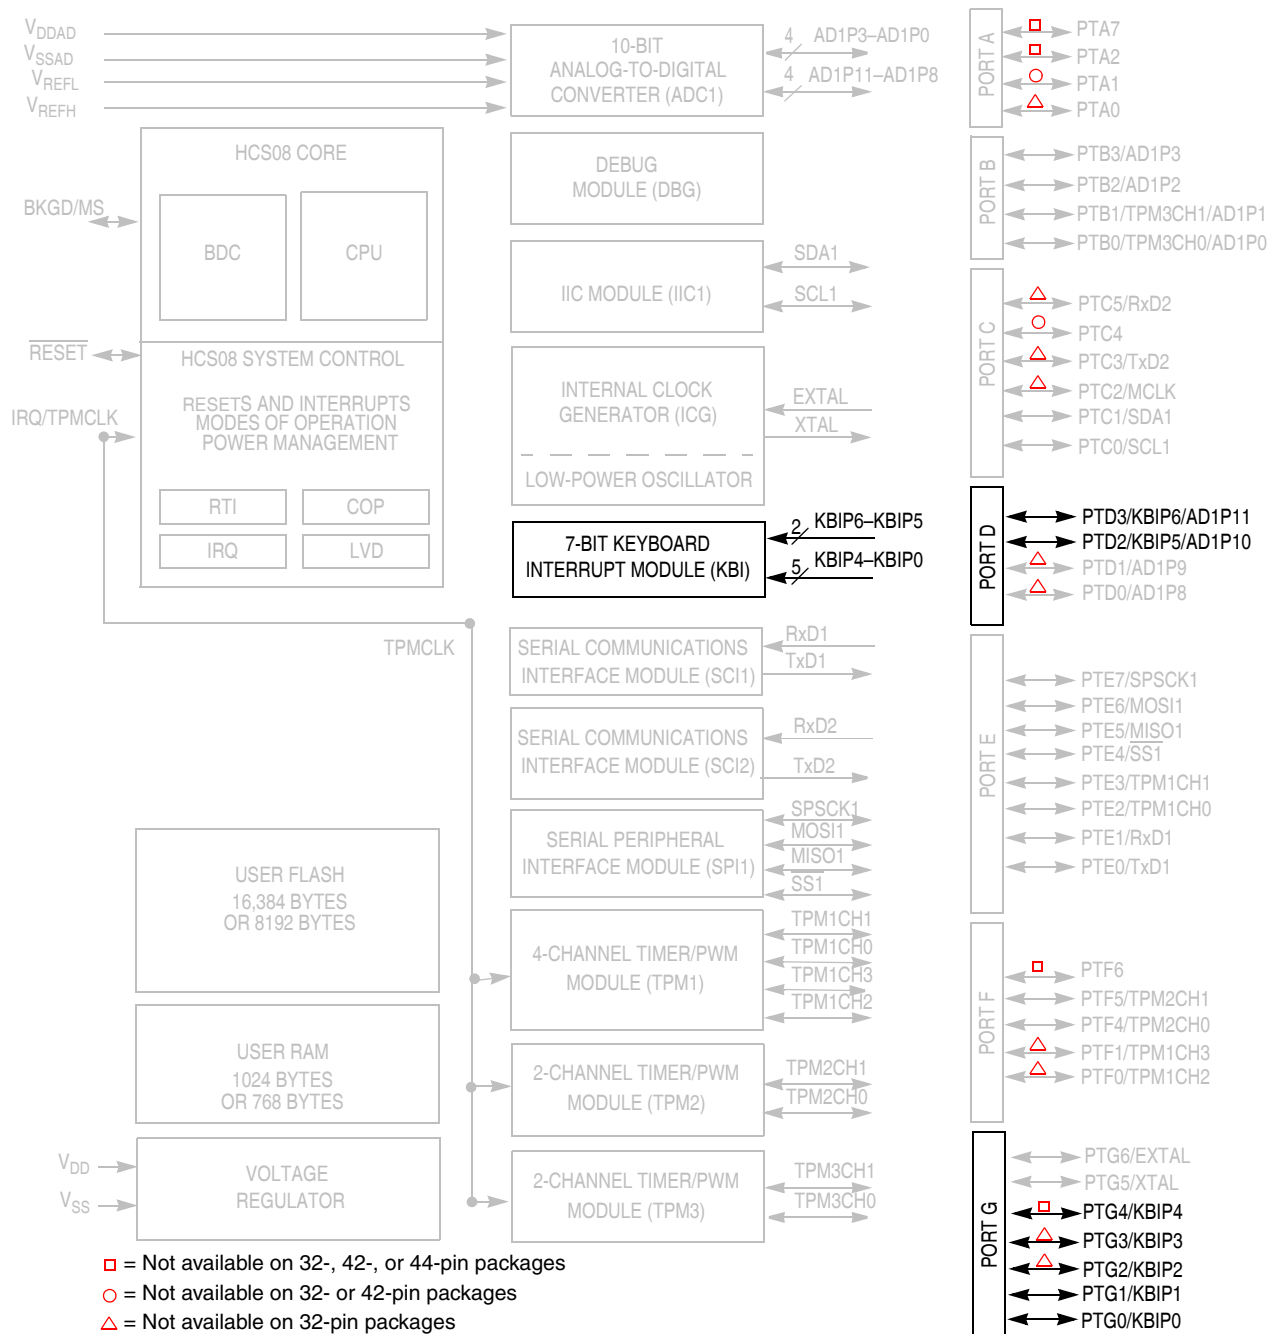 VDDAD
VSSAD
VREFL
VREFH
10-BIT
ANALOG-TO-DIGITAL
CONVERTER (ADC1)
4 AD1P3–AD1P0
4 AD1P11–AD1P8
HCS08 CORE
BDC
CPU
BKGD/MS
RESET
HCS08 SYSTEM CONTROL
RESETS AND INTERRUPTS
MODES OF OPERATION
POWER MANAGEMENT
IRQ/TPMCLK
RTI
COP
IRQ
LVD
TPMCLK
DEBUG
MODULE (DBG)
IIC MODULE (IIC1)
SDA1
SCL1
INTERNAL CLOCK
GENERATOR (ICG)
EXTAL
XTAL
LOW-POWER OSCILLATOR
7-BIT KEYBOARD
INTERRUPT MODULE (KBI)
2 KBIP6–KBIP5
5 KBIP4–KBIP0
SERIAL COMMUNICATIONS
INTERFACE MODULE (SCI1)
RxD1
TxD1
SERIAL COMMUNICATIONS
INTERFACE MODULE (SCI2)
RxD2
TxD2
SERIAL PERIPHERAL
INTERFACE MODULE (SPI1)
SPSCK1
MOSI1
MISO1
SS1
4-CHANNEL TIMER/PWM
MODULE (TPM1)
TPM1CH1
TPM1CH0
TPM1CH3
TPM1CH2
2-CHANNEL TIMER/PWM
MODULE (TPM2)
TPM2CH1
TPM2CH0
2-CHANNEL TIMER/PWM
MODULE (TPM3)
TPM3CH1
TPM3CH0
USER FLASH
16,384 BYTES
OR 8192 BYTES
USER RAM
1024 BYTES
OR 768 BYTES
VDD
VSS
VOLTAGE
REGULATOR
PORT A
PTA7
PTA2
PTA1
PTA0
PORT B
PTB3/AD1P3
PTB2/AD1P2
PTB1/TPM3CH1/AD1P1
PTB0/TPM3CH0/AD1P0
PORT C
PTC5/RxD2
PTC4
PTC3/TxD2
PTC2/MCLK
PTC1/SDA1
PTC0/SCL1
PORT D
PTD3/KBIP6/AD1P11
PTD2/KBIP5/AD1P10
PTD1/AD1P9
PTD0/AD1P8
PORT E
PTE7/SPSCK1
PTE6/MOSI1
PTE5/MISO1
PTE4/SS1
PTE3/TPM1CH1
PTE2/TPM1CH0
PTE1/RxD1
PTE0/TxD1
PORT F
PTF6
PTF5/TPM2CH1
PTF4/TPM2CH0
PTF1/TPM1CH3
PTF0/TPM1CH2
PORT G
PTG6/EXTAL
PTG5/XTAL
PTG4/KBIP4
PTG3/KBIP3
PTG2/KBIP2
PTG1/KBIP1
PTG0/KBIP0
= Not available on 32-, 42-, or 44-pin packages
= Not available on 32- or 42-pin packages
= Not available on 32-pin packages